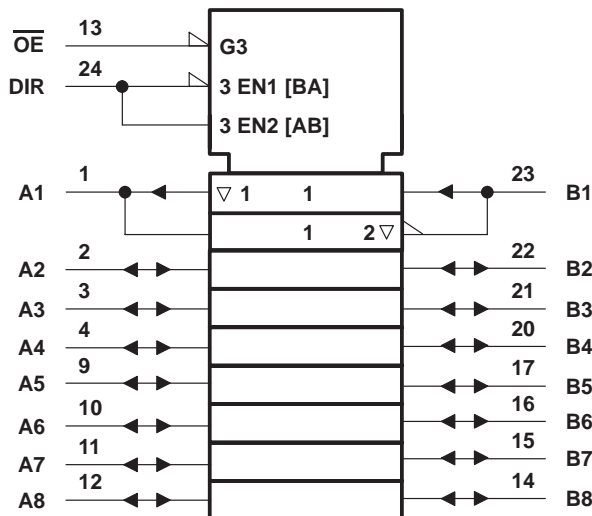 O̅E̅ 13 G3
DIR 24 3 EN1 [BA]
3 EN2 [AB]
A1 1 ▽ 1 1 23 B1
1 2 ▽
A2 2 22 B2
A3 3 21 B3
A4 4 20 B4
A5 9 17 B5
A6 10 16 B6
A7 11 15 B7
A8 12 14 B8